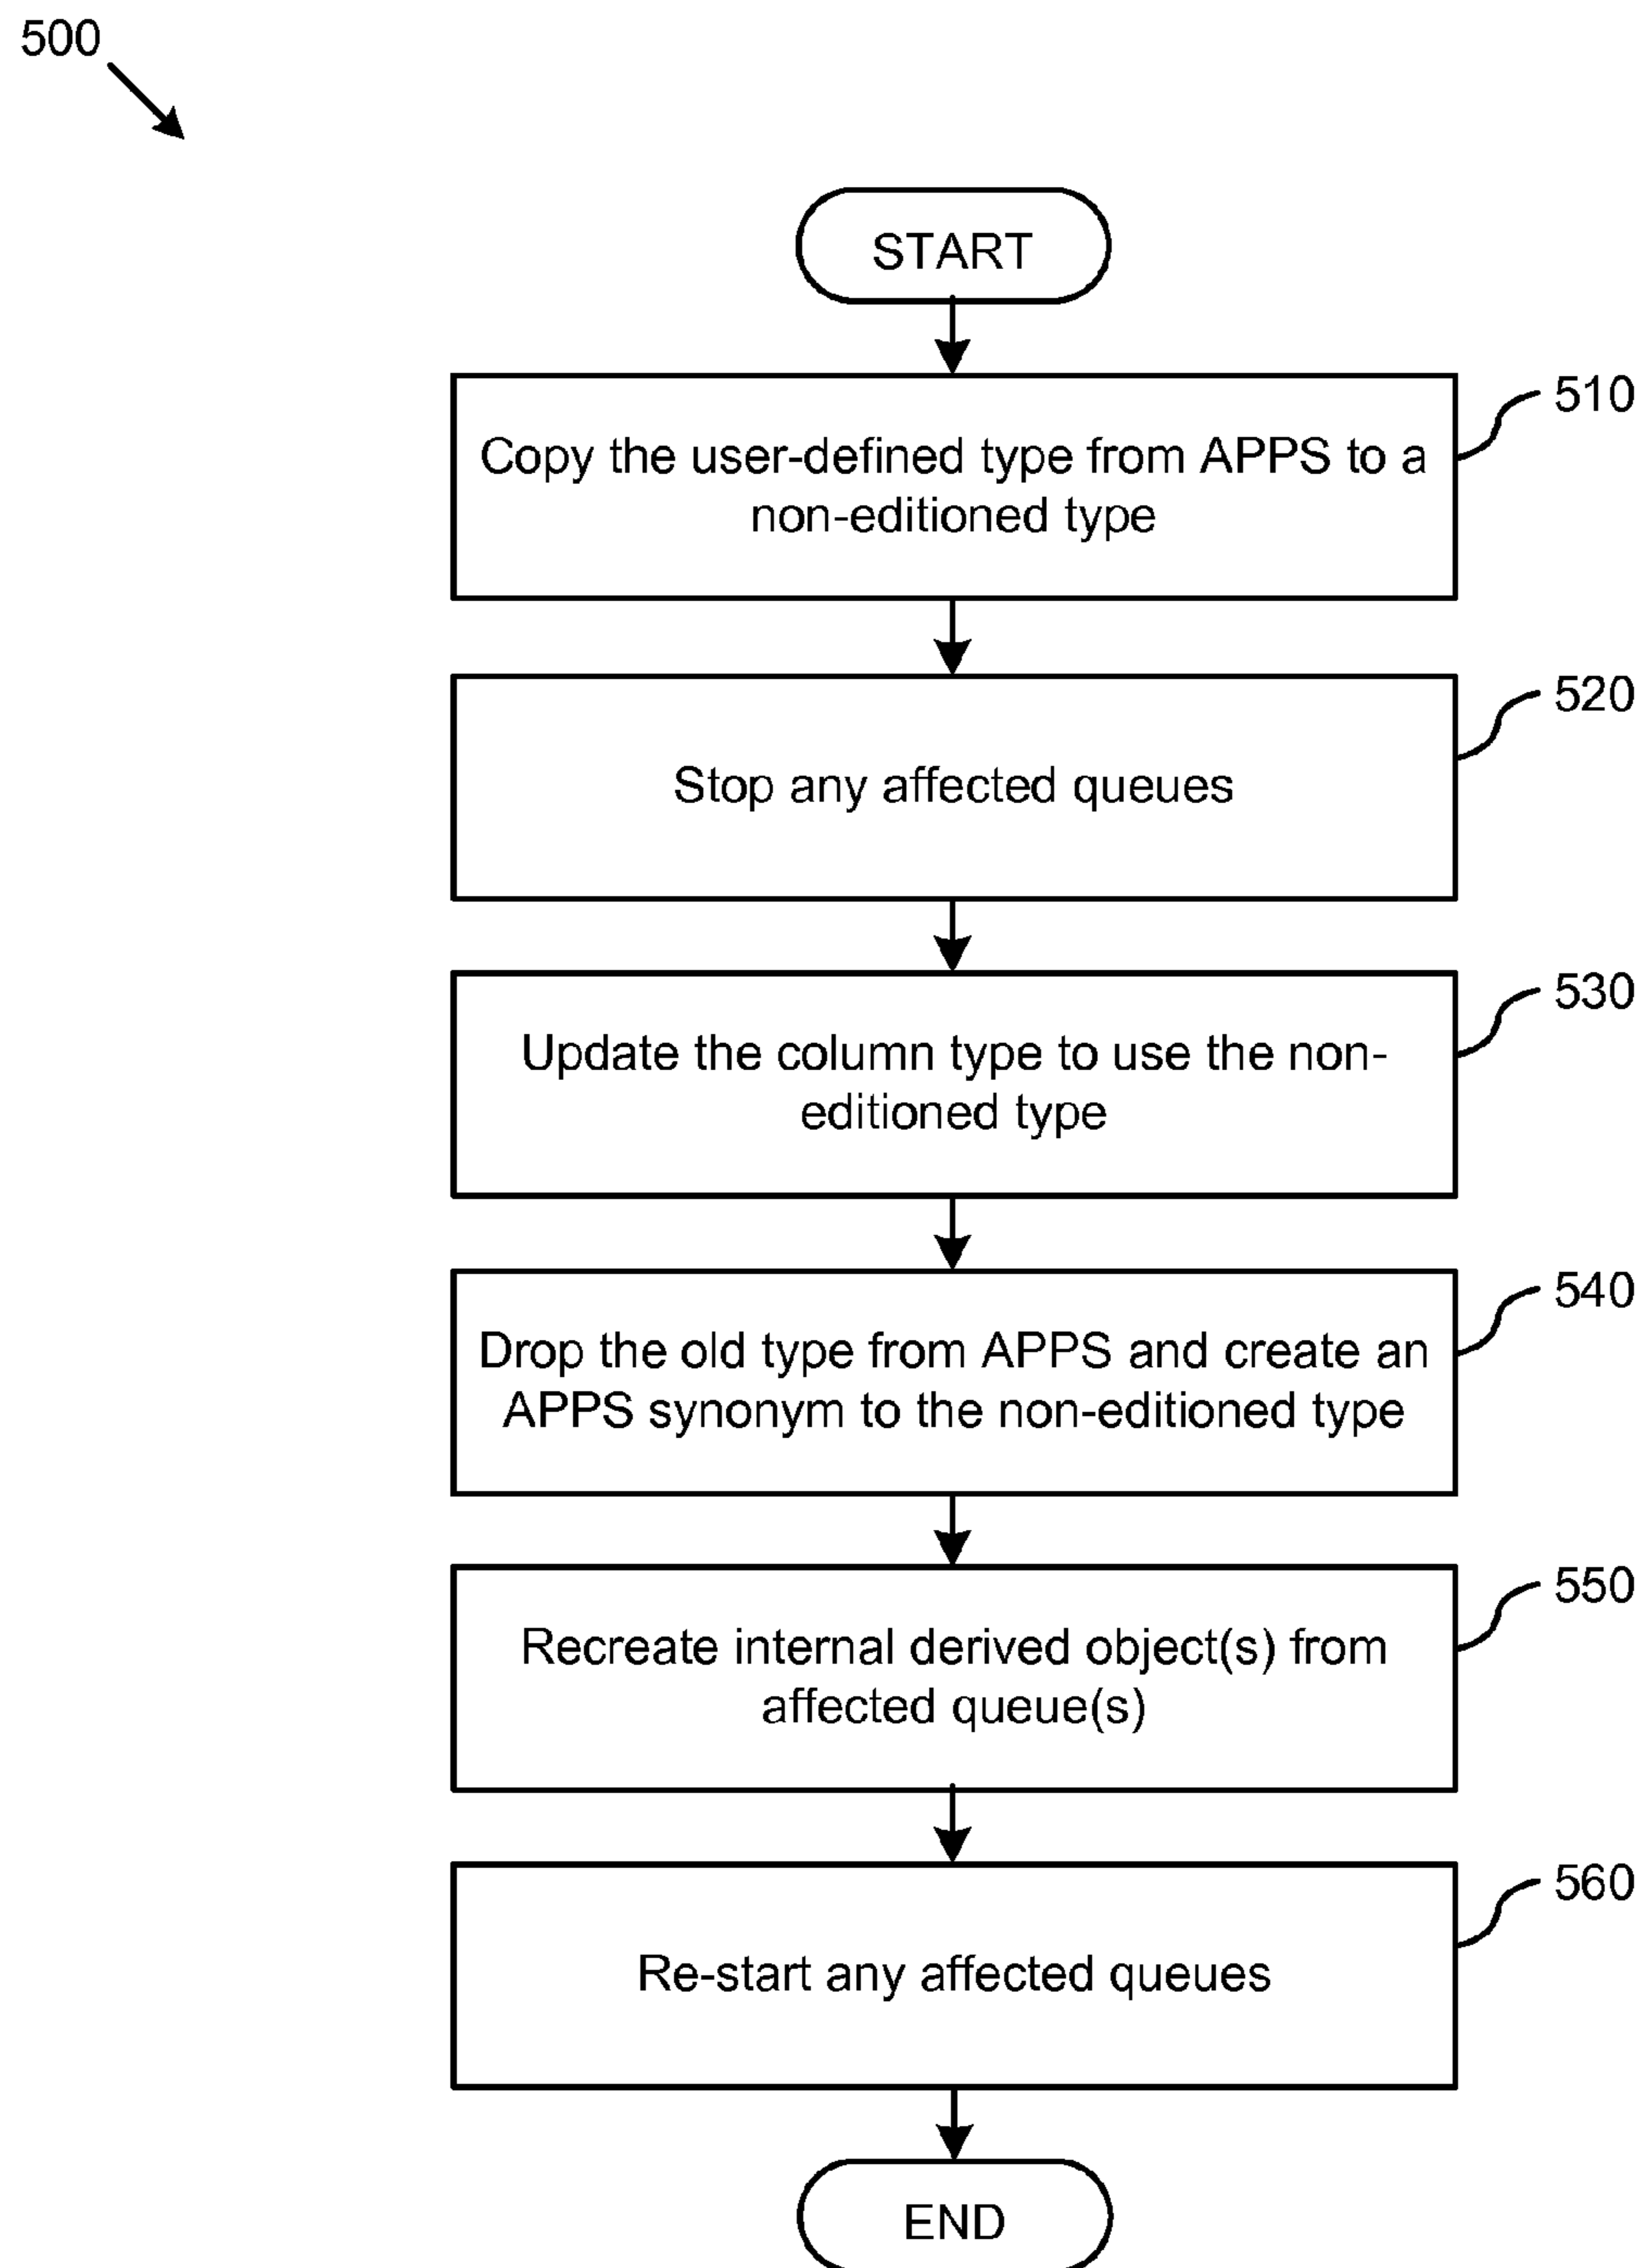 500
START
510
Copy the user-defined type from APPS to a
non-editioned type
520
Stop any affected queues
530
Update the column type to use the non-
editioned type
540
Drop the old type from APPS and create an
APPS synonym to the non-editioned type
550
Recreate internal derived object(s) from
affected queue(s)
560
Re-start any affected queues
END